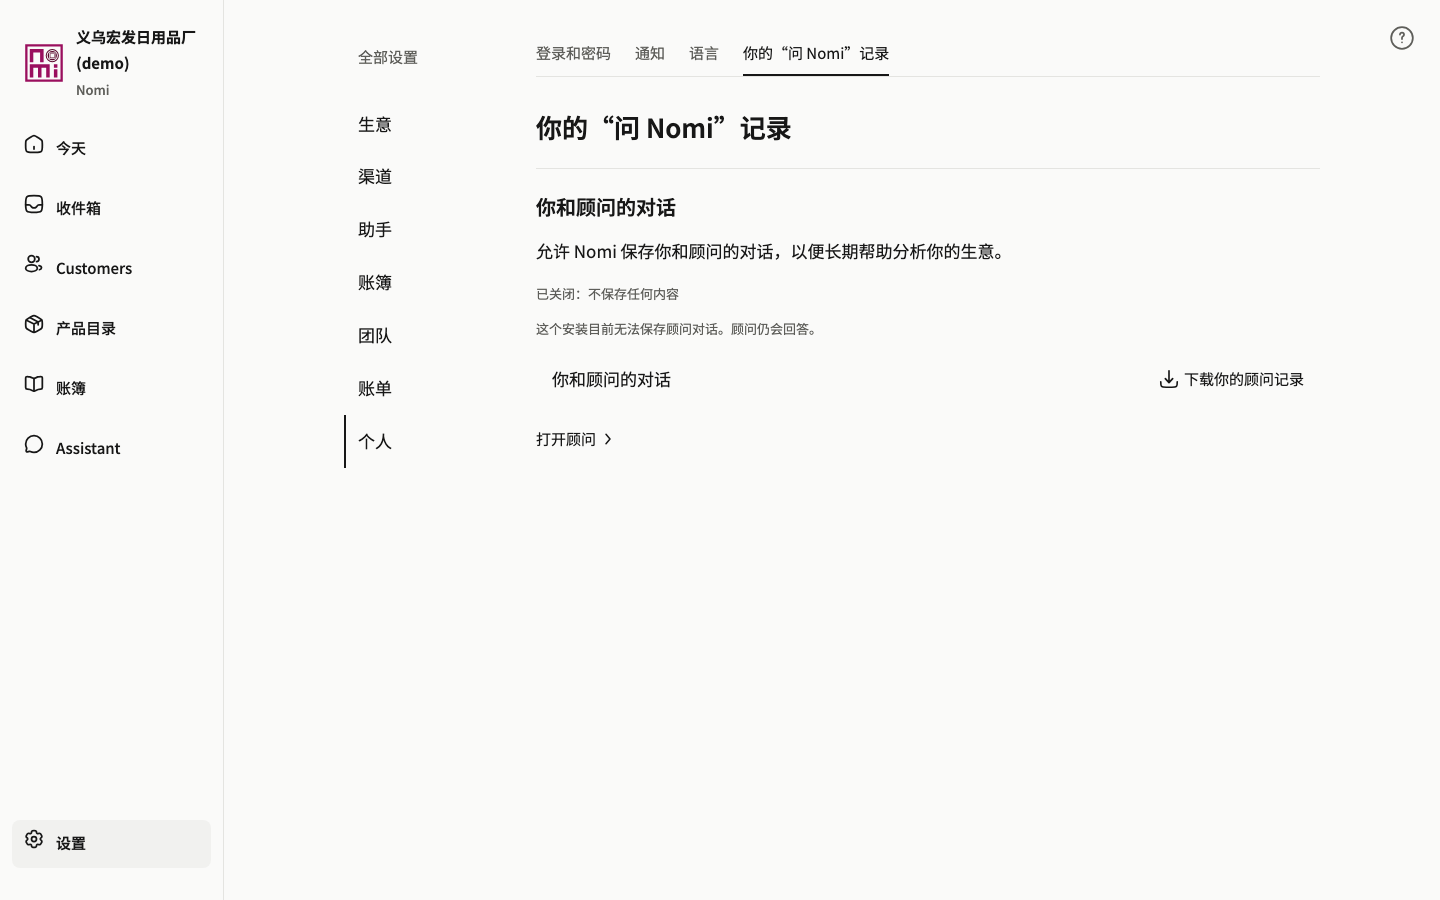 义乌宏发日用品厂
(demo)
Nomi
今天
收件箱
Customers
产品目录
账簿
Assistant
设置
全部设置
生意
渠道
助手
账簿
团队
账单
个人
登录和密码 通知 语言 你的“问 Nomi”记录
你的“问 Nomi”记录
你和顾问的对话
允许 Nomi 保存你和顾问的对话，以便长期帮助分析你的生意。
已关闭：不保存任何内容
这个安装目前无法保存顾问对话。顾问仍会回答。
你和顾问的对话 下载你的顾问记录
打开顾问